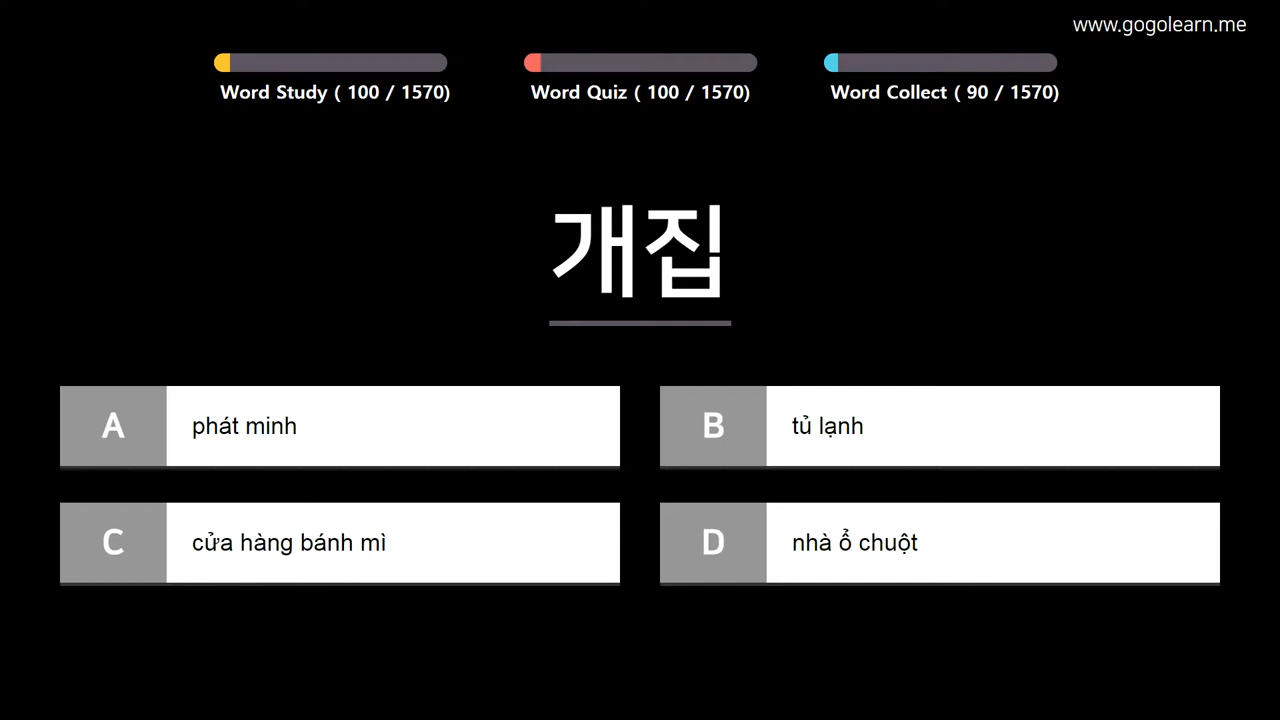 www.gogolearn.me
Word Study ( 100 / 1570)
Word Quiz ( 100 / 1570)
Word Collect ( 90 / 1570)
개집
A phát minh
B tủ lạnh
C cửa hàng bánh mì
D nhà ổ chuột